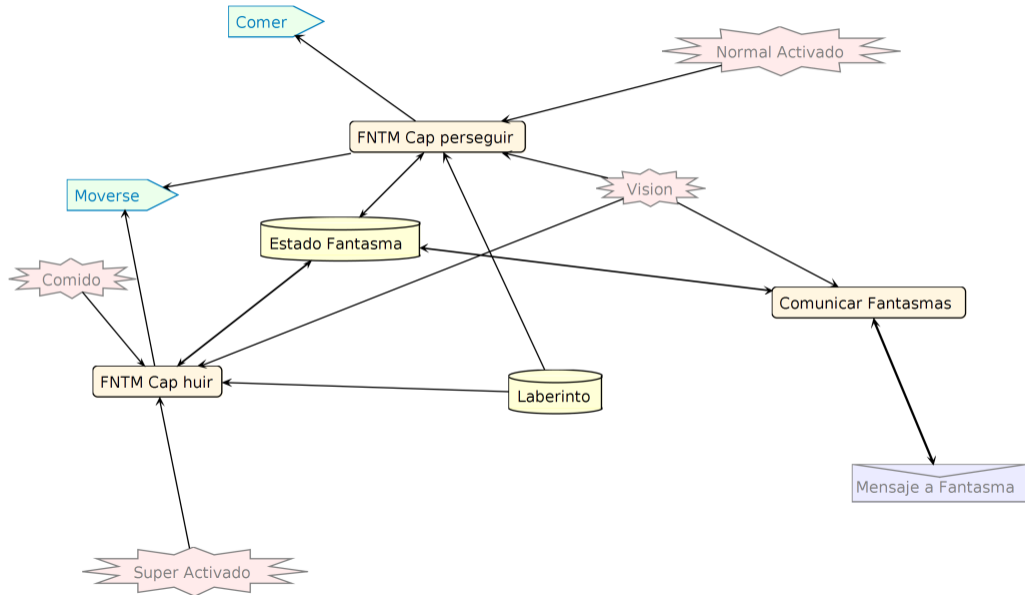 Comer
Normal Activado
FNTM Cap perseguir
Vision
Moverse
Estado Fantasma
Comido
Comunicar Fantasmas
FNTM Cap huir
Laberinto
Mensaje a Fantasma
Super Activado